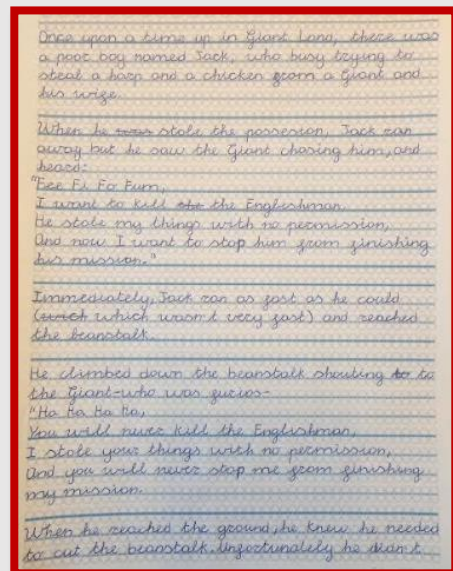 Once upon a time up in Giant Land, there was
a poor boy named Jack, who busy trying to
steal a harp and a chicken from a Giant and
his wife.
When he stole the possesion, Jack ran
away but he saw the Giant chasing him, and
heard:
"Fee Fi Fo Fum,
I want to kill the the Englishman.
He stole my things with no permission,
And now I want to stop him from finishing
his mission."
Immediately, Jack ran as fast as he could
(which wasn't very fast) and reached
the beanstalk.
He climbed down the beanstalk shouting to to
the Giant-who was furios-
"Ha Ha Ha Ha,
You will never kill the Englishman,
I stole your things with no permission,
And you will never stop me from finishing
my mission.
When he reached the ground, he knew he needed
to cut the beanstalk. Unfortunately he didn't